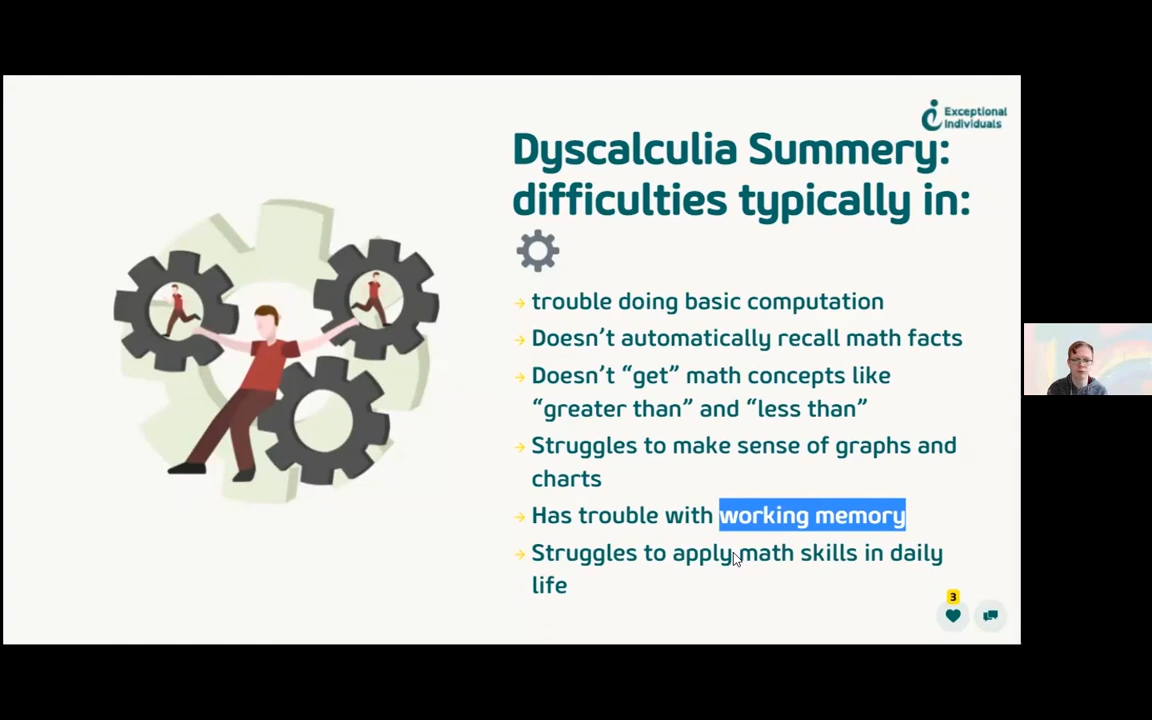 Exceptional
Individuals
Dyscalculia Summery:
difficulties typically in:
→ trouble doing basic computation
→ Doesn’t automatically recall math facts
→ Doesn’t “get” math concepts like
“greater than” and “less than”
→ Struggles to make sense of graphs and
charts
→ Has trouble with working memory
→ Struggles to apply math skills in daily
life
3